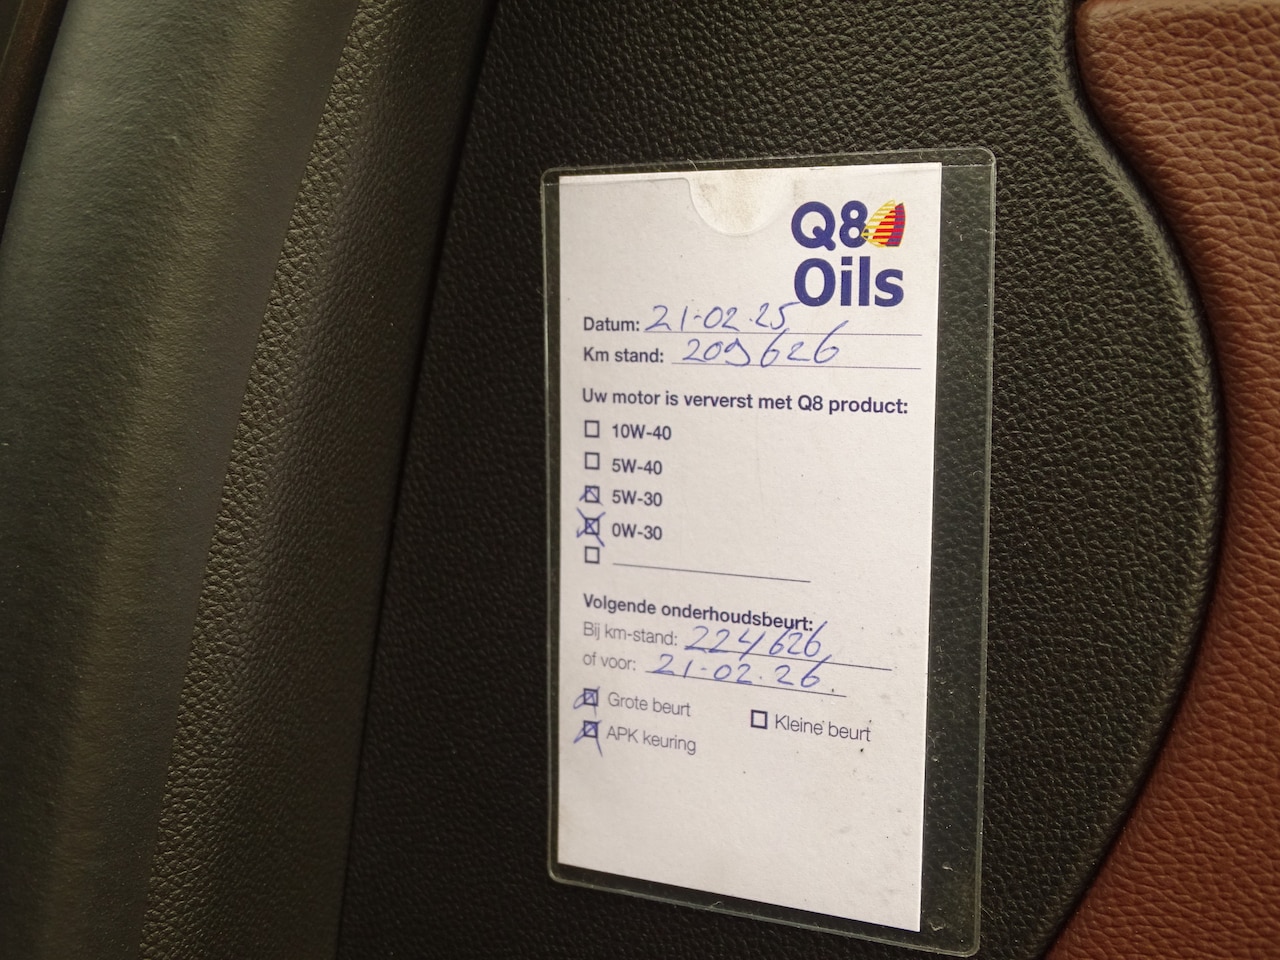 Q8
Oils
Datum: 21-02-25
Km stand: 209626
Uw motor is ververst met Q8 product:
10W-40
5W-40
5W-30
0W-30
Volgende onderhoudsbeurt:
Bij km-stand: 224626
of voor: 21-02-26.
Grote beurt Kleine beurt
APK keuring